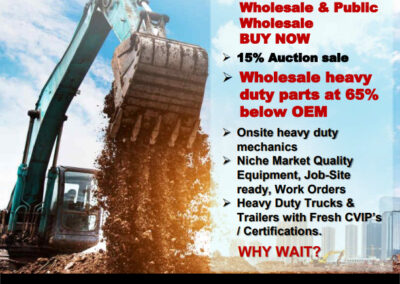 Wholesale & Public
Wholesale
BUY NOW
➢ 15% Auction sale
➢ Wholesale heavy
duty parts at 65%
below OEM
➢ Onsite heavy duty
mechanics
➢ Niche Market Quality
Equipment, Job-Site
ready, Work Orders
➢ Heavy Duty Trucks &
Trailers with Fresh CVIP's
/ Certifications.
WHY WAIT?